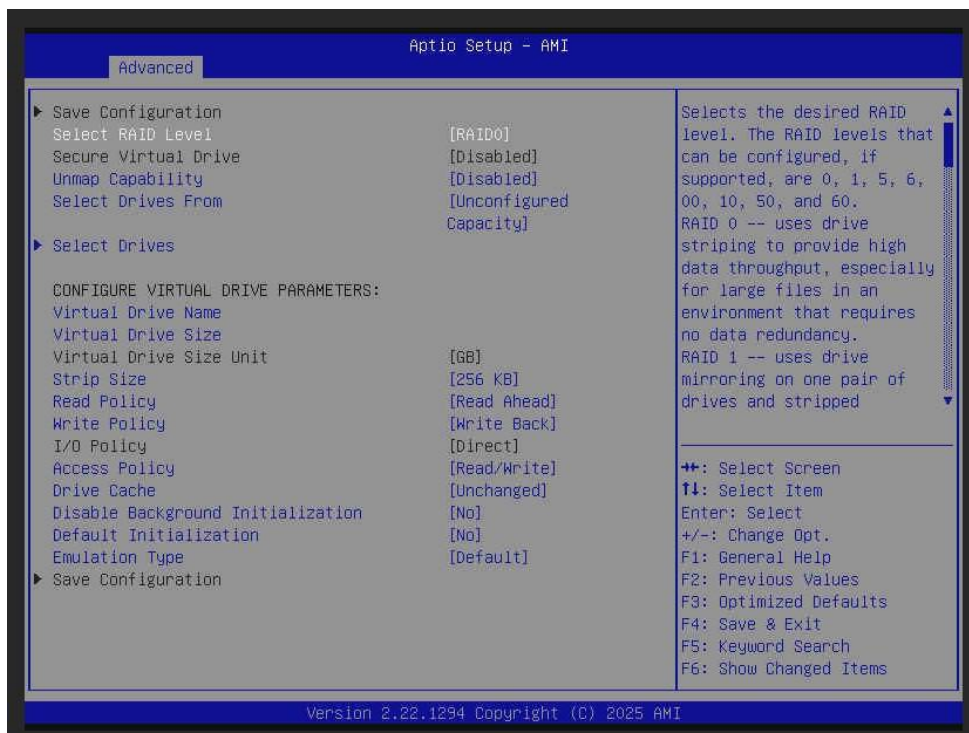 Aptio Setup - AMI
Advanced
Save Configuration
Select RAID Level [RAID0]
Secure Virtual Drive [Disabled]
Unmap Capability [Disabled]
Select Drives From [Unconfigured
Capacity]
Select Drives
CONFIGURE VIRTUAL DRIVE PARAMETERS:
Virtual Drive Name
Virtual Drive Size
Virtual Drive Size Unit [GB]
Strip Size [256 KB]
Read Policy [Read Ahead]
Write Policy [Write Back]
I/O Policy [Direct]
Access Policy [Read/Write]
Drive Cache [Unchanged]
Disable Background Initialization [No]
Default Initialization [No]
Emulation Type [Default]
Save Configuration
Selects the desired RAID
level. The RAID levels that
can be configured, if
supported, are 0, 1, 5, 6,
00, 10, 50, and 60.
RAID 0 -- uses drive
striping to provide high
data throughput, especially
for large files in an
environment that requires
no data redundancy.
RAID 1 -- uses drive
mirroring on one pair of
drives and stripped
→←: Select Screen
↑↓: Select Item
Enter: Select
+/-: Change Opt.
F1: General Help
F2: Previous Values
F3: Optimized Defaults
F4: Save & Exit
F5: Keyword Search
F6: Show Changed Items
Version 2.22.1294 Copyright (C) 2025 AMI